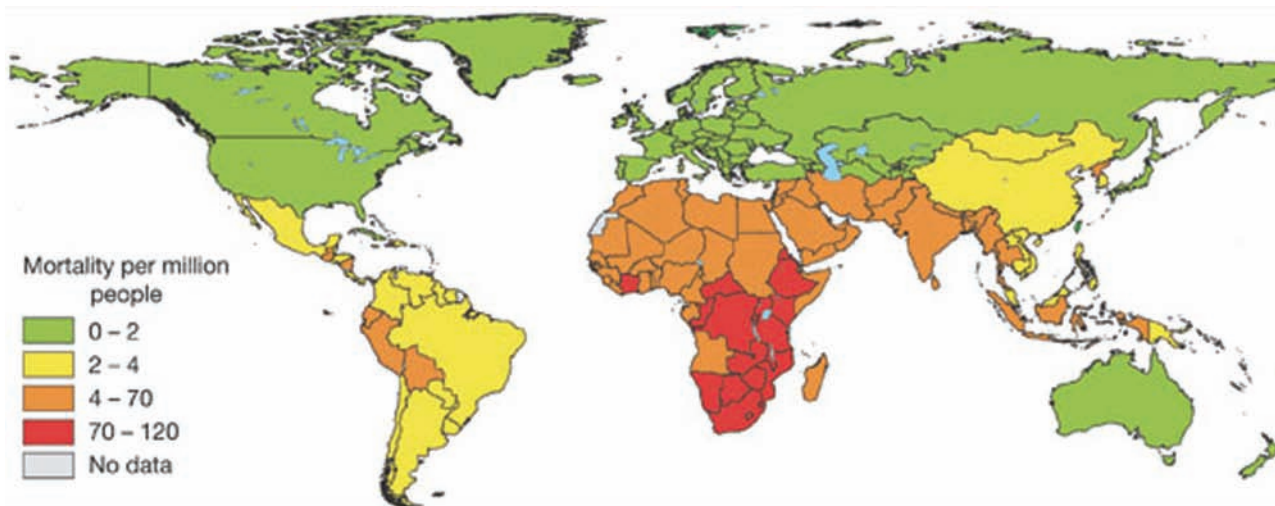 Mortality per million
people
0 – 2
2 – 4
4 – 70
70 – 120
No data